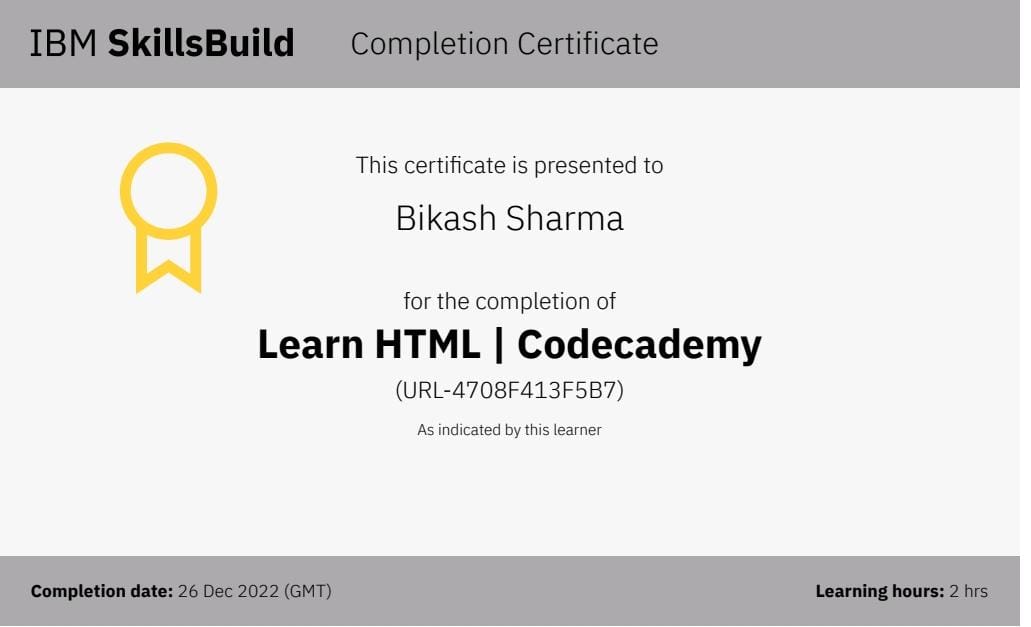 IBM SkillsBuild Completion Certificate
This certificate is presented to
Bikash Sharma
for the completion of
Learn HTML | Codecademy
(URL-4708F413F5B7)
As indicated by this learner
Completion date: 26 Dec 2022 (GMT) Learning hours: 2 hrs